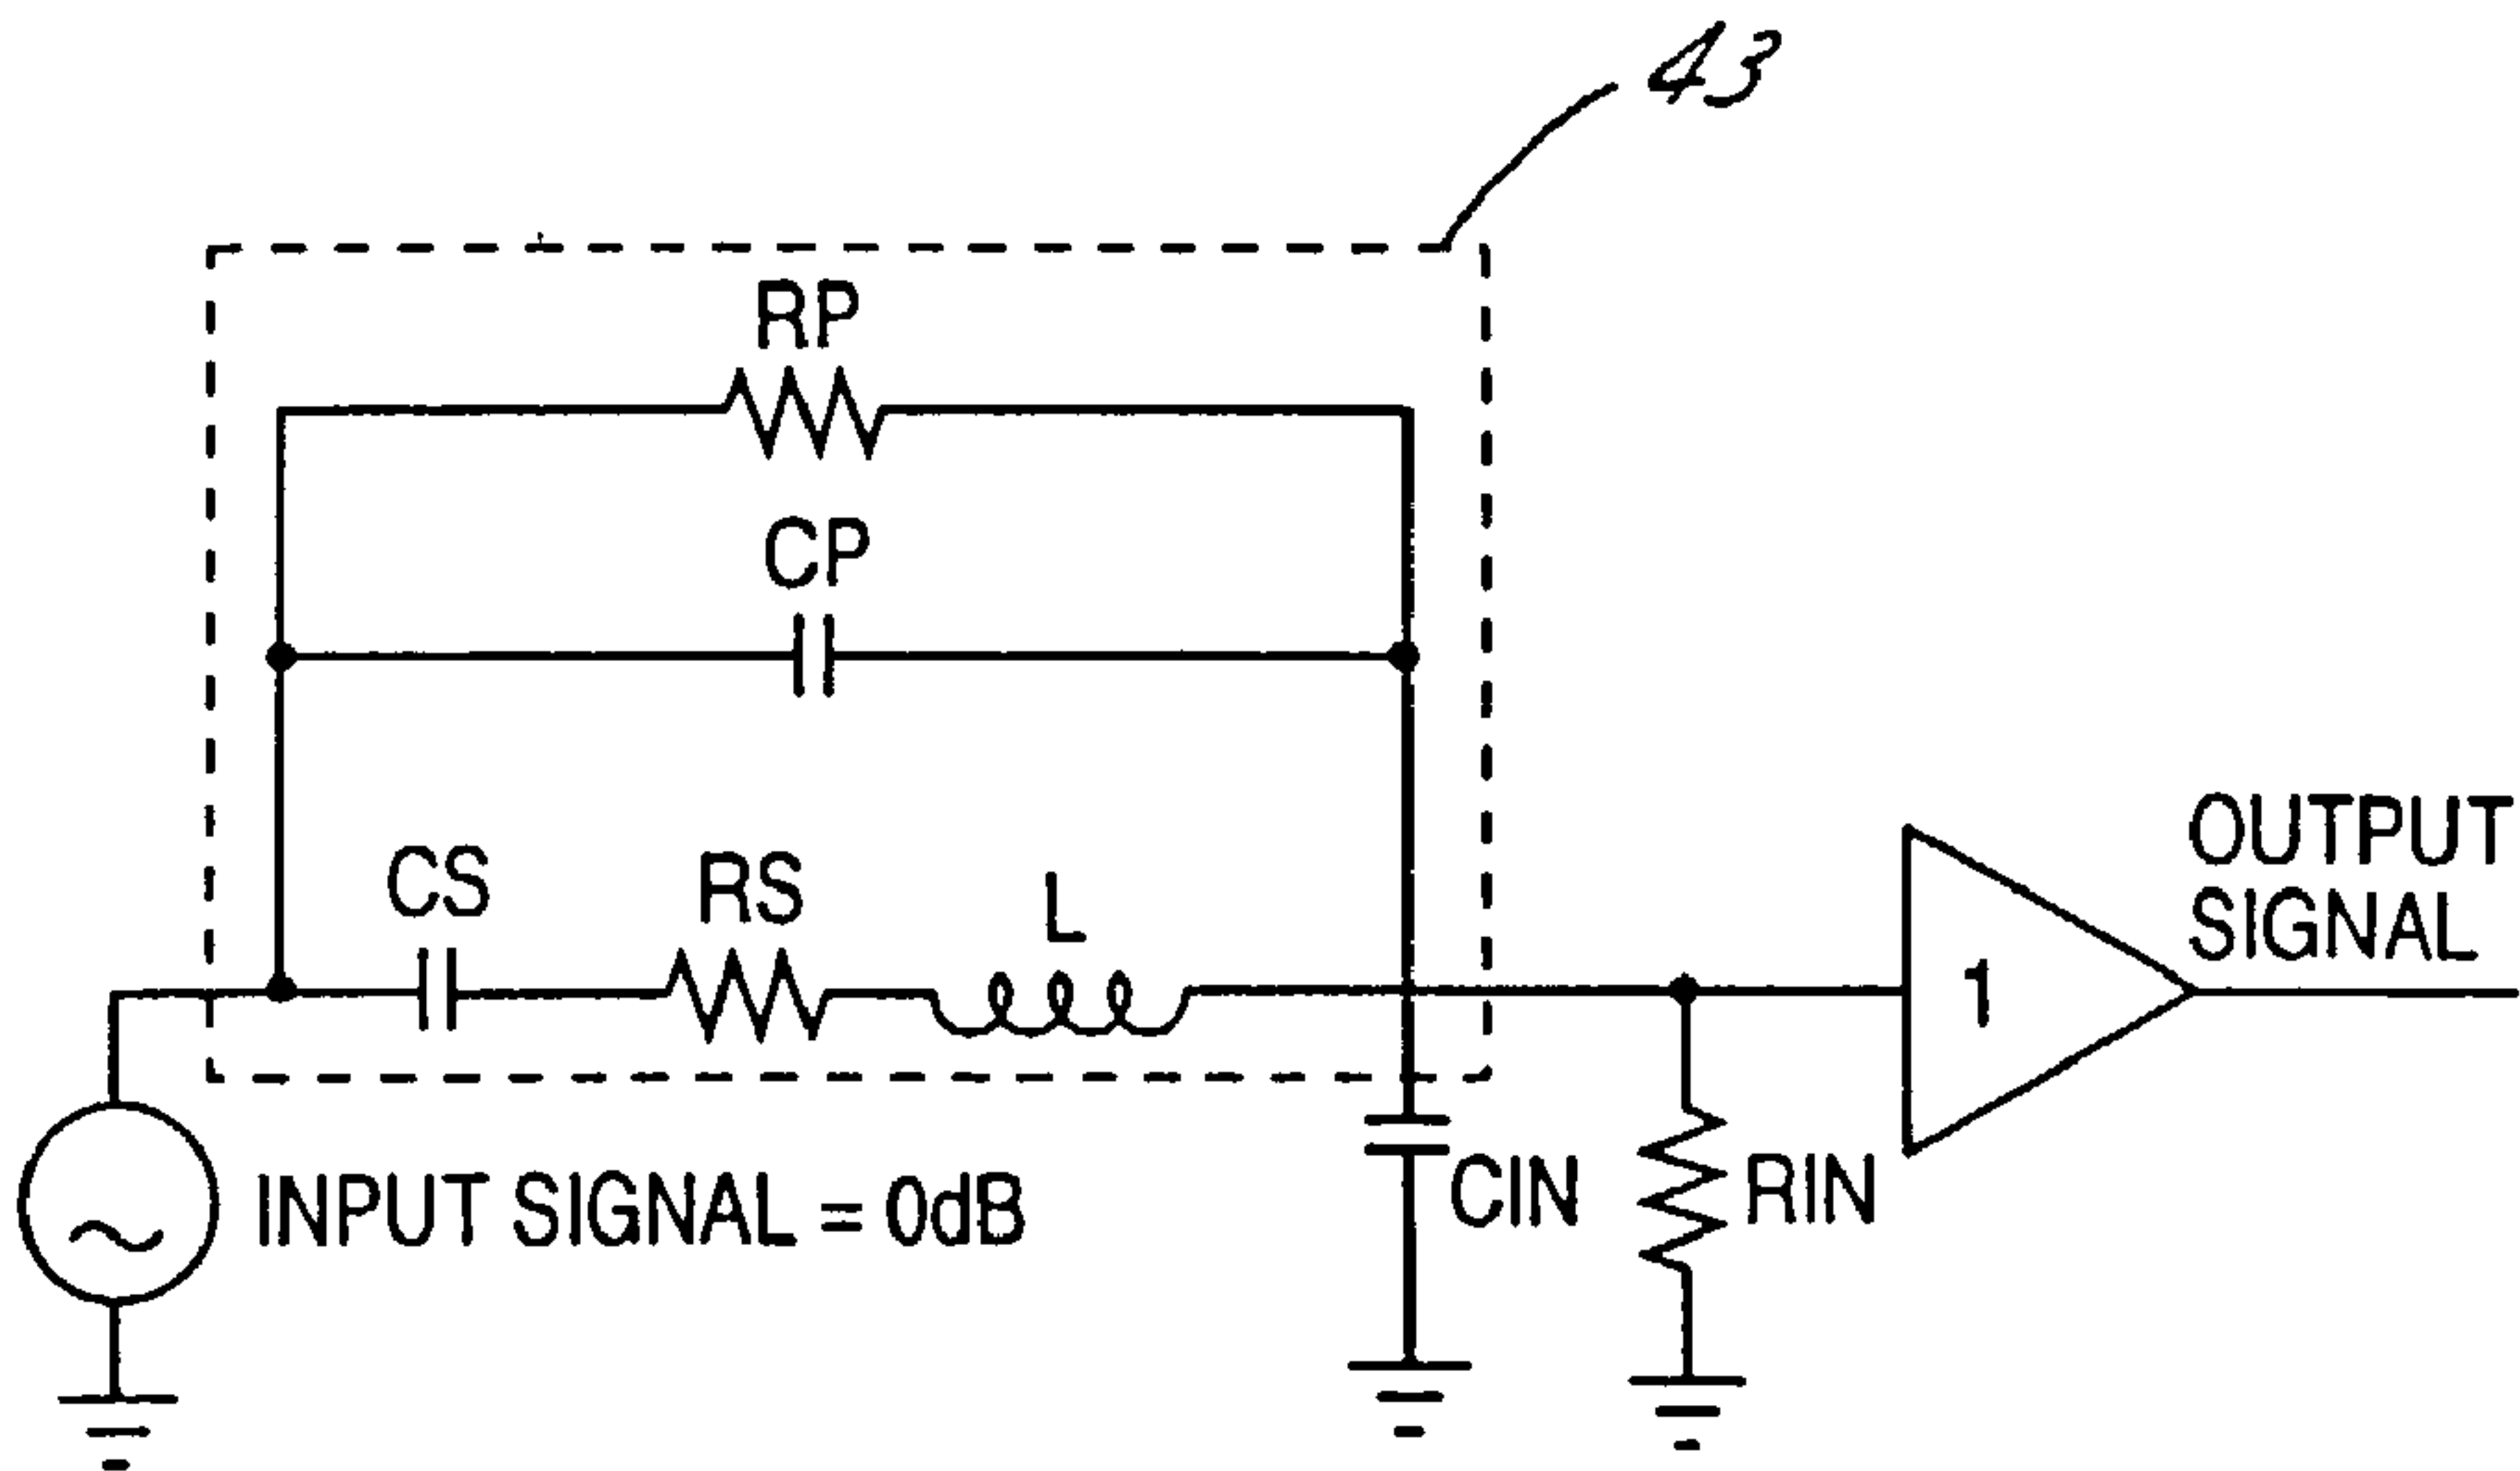 43
RP
CP
CS
RS
L
OUTPUT
SIGNAL
1
INPUT SIGNAL = 0dB
CIN
RIN